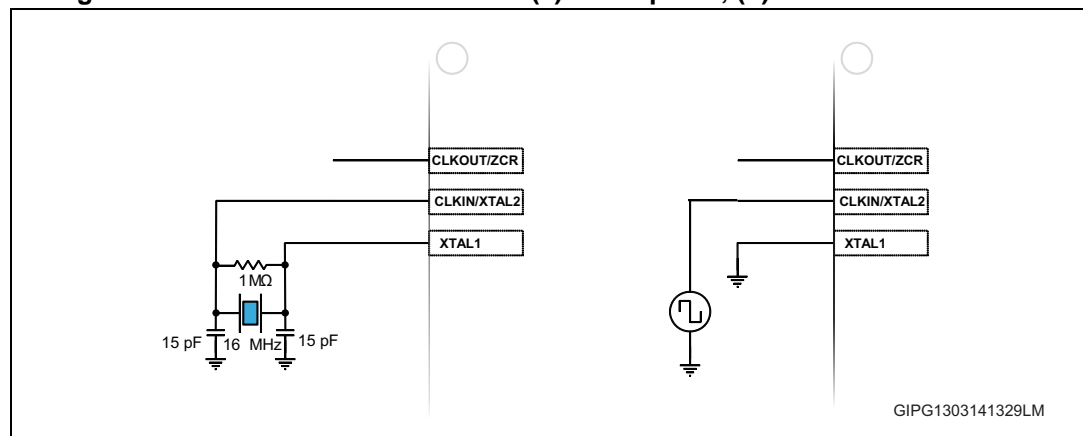 CLKOUT/ZCR
CLKIN/XTAL2
XTAL1
1MΩ
15 pF 16 MHz 15 pF
CLKOUT/ZCR
CLKIN/XTAL2
XTAL1
GIPG1303141329LM